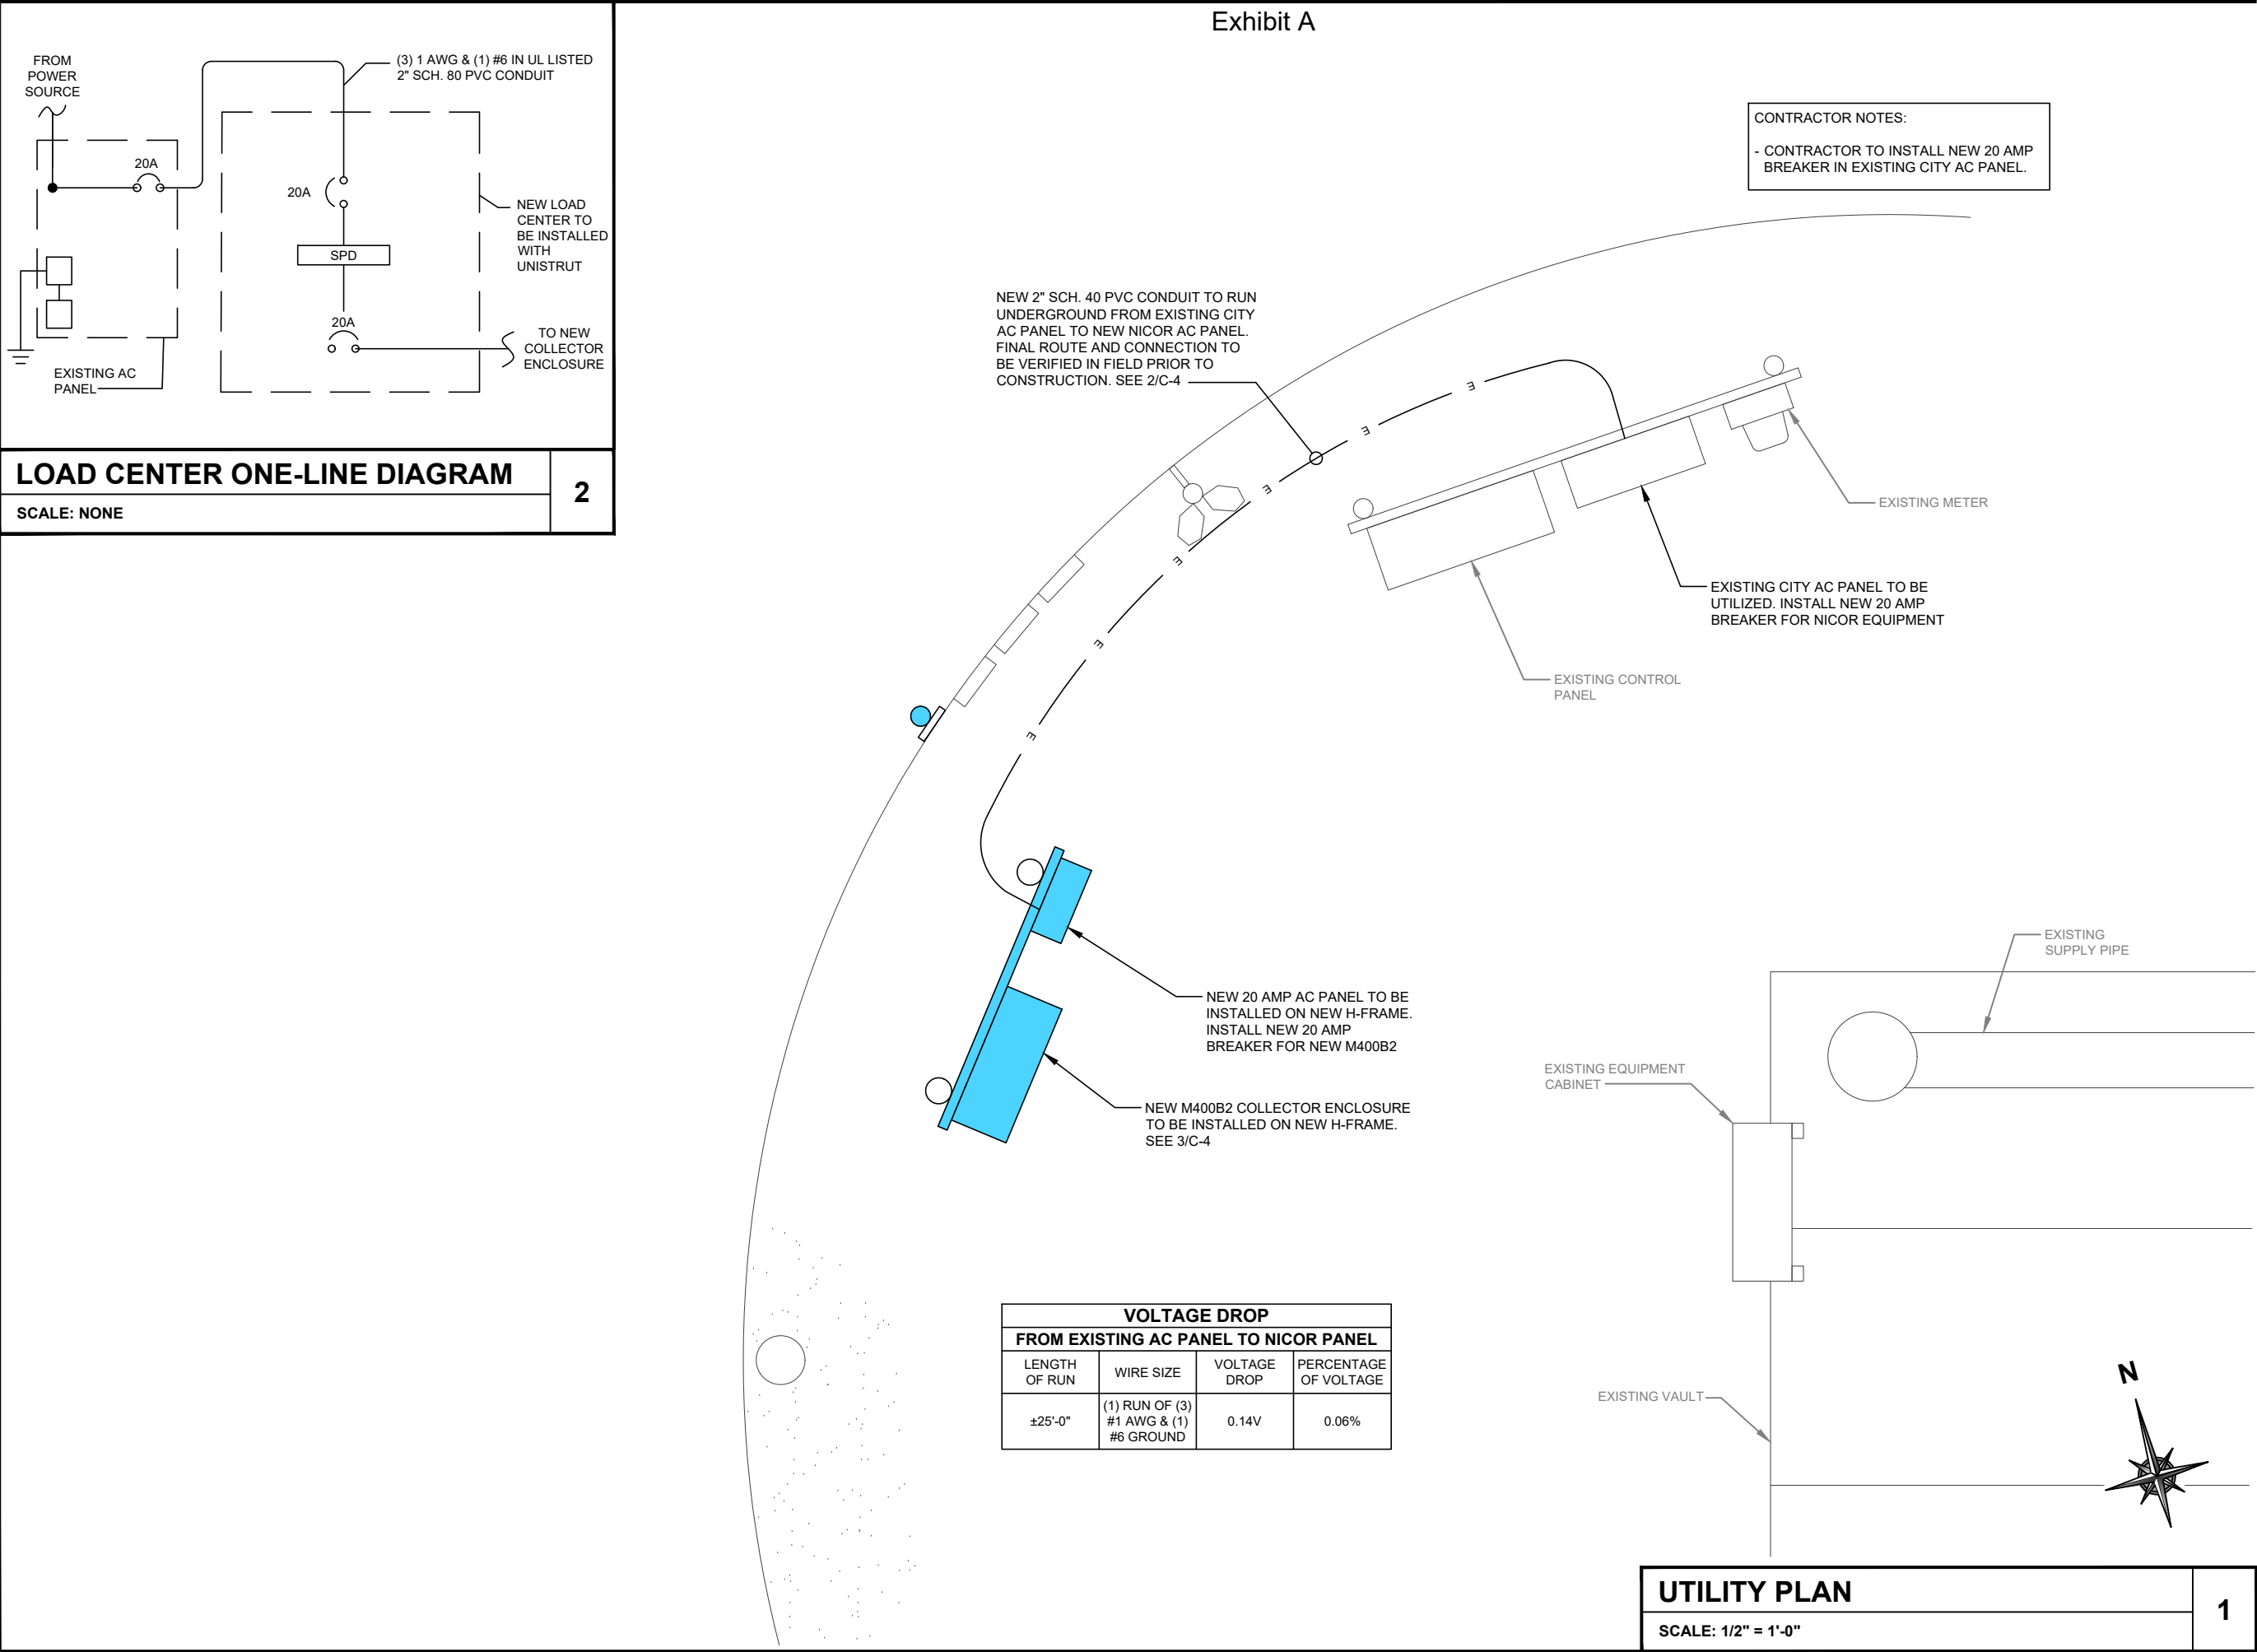 Exhibit A
FROM
POWER
SOURCE
(3) 1 AWG & (1) #6 IN UL LISTED
2" SCH. 80 PVC CONDUIT
20A
20A
SPD
20A
NEW LOAD
CENTER TO
BE INSTALLED
WITH
UNISTRUT
TO NEW
COLLECTOR
ENCLOSURE
EXISTING AC
PANEL
LOAD CENTER ONE-LINE DIAGRAM
2
SCALE: NONE
CONTRACTOR NOTES:
- CONTRACTOR TO INSTALL NEW 20 AMP
BREAKER IN EXISTING CITY AC PANEL.
NEW 2" SCH. 40 PVC CONDUIT TO RUN
UNDERGROUND FROM EXISTING CITY
AC PANEL TO NEW NICOR AC PANEL.
FINAL ROUTE AND CONNECTION TO
BE VERIFIED IN FIELD PRIOR TO
CONSTRUCTION. SEE 2/C-4
E
E
E
E
E
E
EXISTING METER
EXISTING CITY AC PANEL TO BE
UTILIZED. INSTALL NEW 20 AMP
BREAKER FOR NICOR EQUIPMENT
EXISTING CONTROL
PANEL
NEW 20 AMP AC PANEL TO BE
INSTALLED ON NEW H-FRAME.
INSTALL NEW 20 AMP
BREAKER FOR NEW M400B2
NEW M400B2 COLLECTOR ENCLOSURE
TO BE INSTALLED ON NEW H-FRAME.
SEE 3/C-4
EXISTING
SUPPLY PIPE
EXISTING EQUIPMENT
CABINET
EXISTING VAULT
VOLTAGE DROP
FROM EXISTING AC PANEL TO NICOR PANEL
LENGTH
OF RUN
WIRE SIZE
VOLTAGE
DROP
PERCENTAGE
OF VOLTAGE
±25'-0"
(1) RUN OF (3)
#1 AWG & (1)
#6 GROUND
0.14V
0.06%
N
UTILITY PLAN
1
SCALE: 1/2" = 1'-0"